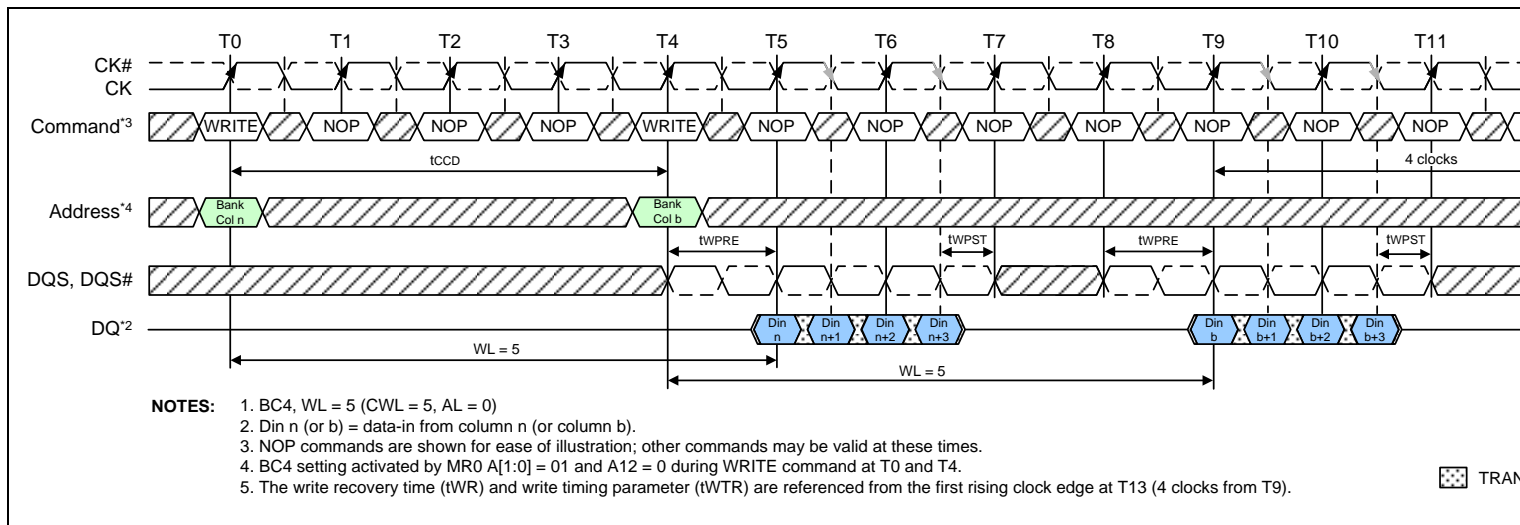 T0 T1 T2 T3 T4 T5 T6 T7 T8 T9 T10 T11
CK#
CK
Command*3 WRITE NOP NOP NOP WRITE NOP NOP NOP NOP NOP NOP NOP
tCCD 4 clocks
Address*4 Bank Col n Bank Col b
tWPRE tWPST tWPRE tWPST
DQS, DQS#
DQ*2 Din n Din n+1 Din n+2 Din n+3 Din b Din b+1 Din b+2 Din b+3
WL = 5
WL = 5
NOTES: 1. BC4, WL = 5 (CWL = 5, AL = 0)
2. Din n (or b) = data-in from column n (or column b).
3. NOP commands are shown for ease of illustration; other commands may be valid at these times.
4. BC4 setting activated by MR0 A[1:0] = 01 and A12 = 0 during WRITE command at T0 and T4.
5. The write recovery time (tWR) and write timing parameter (tWTR) are referenced from the first rising clock edge at T13 (4 clocks from T9).
TRAN